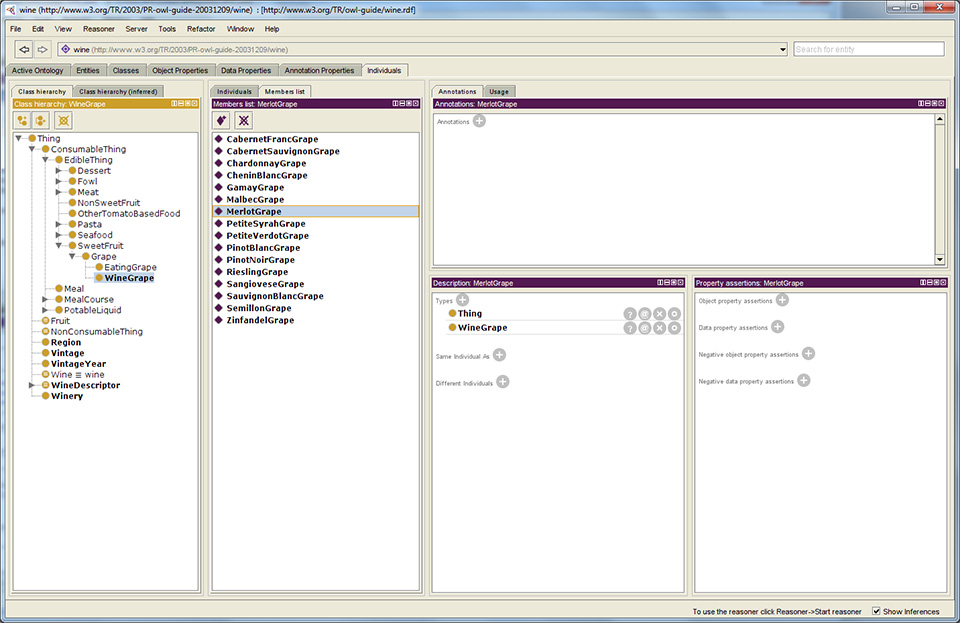 wine (http://www.w3.org/TR/2003/PR-owl-guide-20031209/wine) : [http://www.w3.org/TR/owl-guide/wine.rdf]
File Edit View Reasoner Server Tools Refactor Window Help
wine (http://www.w3.org/TR/2003/PR-owl-guide-20031209/wine)
Search for entity
Active Ontology Entities Classes Object Properties Data Properties Annotation Properties Individuals
Class hierarchy Class hierarchy (inferred)
Class hierarchy: WineGrape
Thing
ConsumableThing
EdibleThing
Dessert
Fowl
Meat
NonSweetFruit
OtherTomatoBasedFood
Pasta
Seafood
SweetFruit
Grape
EatingGrape
WineGrape
Meal
MealCourse
PotableLiquid
Fruit
NonConsumableThing
Region
Vintage
VintageYear
Wine ≡ wine
WineDescriptor
Winery
Individuals Members list
Members list: MerlotGrape
CabernetFrancGrape
CabernetSauvignonGrape
ChardonnayGrape
CheninBlancGrape
GamayGrape
MalbecGrape
MerlotGrape
PetiteSyrahGrape
PetiteVerdotGrape
PinotBlancGrape
PinotNoirGrape
RieslingGrape
SangioveseGrape
SauvignonBlancGrape
SemillonGrape
ZinfandelGrape
Annotations Usage
Annotations: MerlotGrape
Annotations
Description: MerlotGrape
Types
Thing
WineGrape
Same Individual As
Different Individuals
Property assertions: MerlotGrape
Object property assertions
Data property assertions
Negative object property assertions
Negative data property assertions
To use the reasoner click Reasoner->Start reasoner Show Inferences